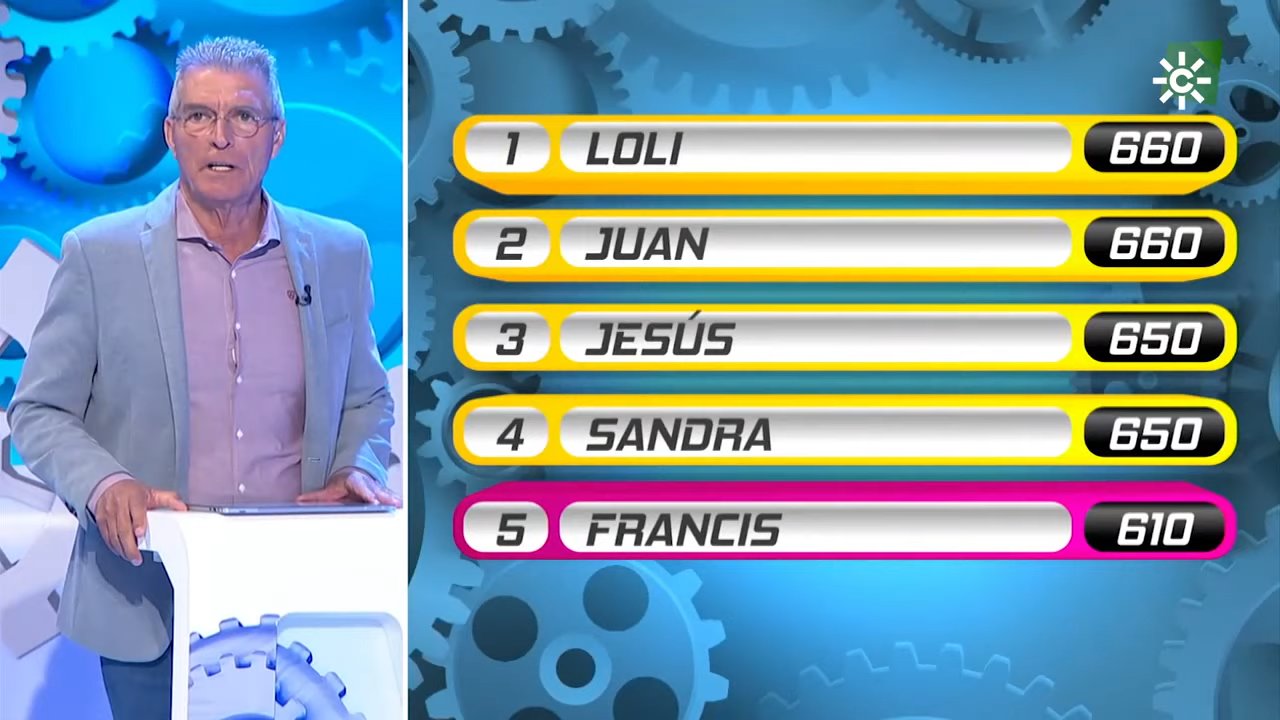 C
1 LOLI 660
2 JUAN 660
3 JESÚS 650
4 SANDRA 650
5 FRANCIS 610